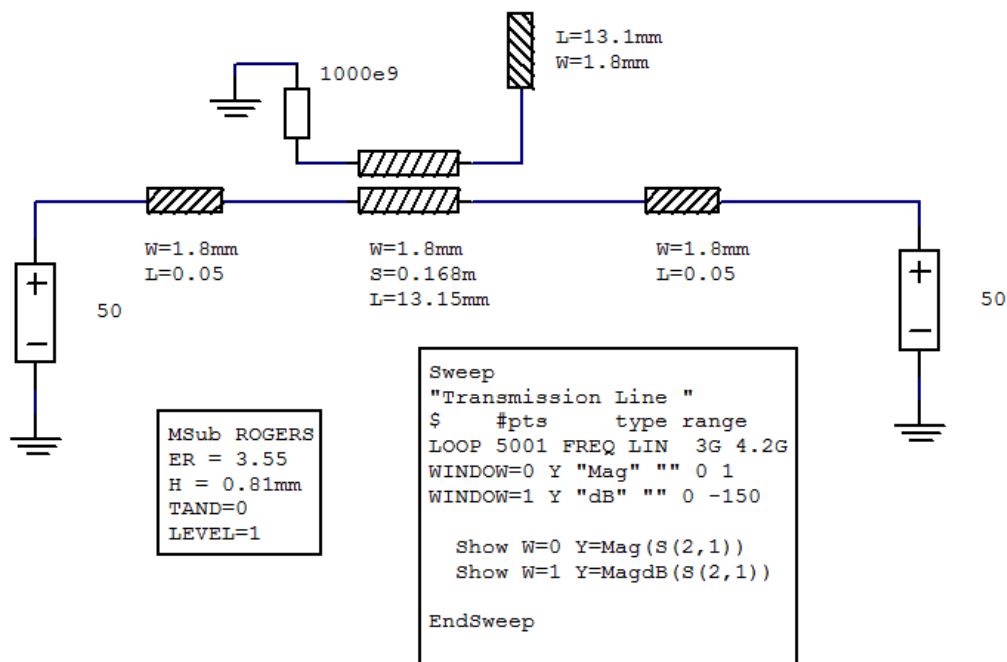 L=13.1mm
W=1.8mm
1000e9
W=1.8mm
L=0.05
W=1.8mm
S=0.168m
L=13.15mm
W=1.8mm
L=0.05
50
50
+
−
+
−
MSub ROGERS
ER = 3.55
H = 0.81mm
TAND=0
LEVEL=1
Sweep
"Transmission Line "
$    #pts     type range
LOOP 5001 FREQ LIN  3G 4.2G
WINDOW=0 Y "Mag" "" 0 1
WINDOW=1 Y "dB" "" 0 -150
Show W=0 Y=Mag(S(2,1))
Show W=1 Y=MagdB(S(2,1))
EndSweep